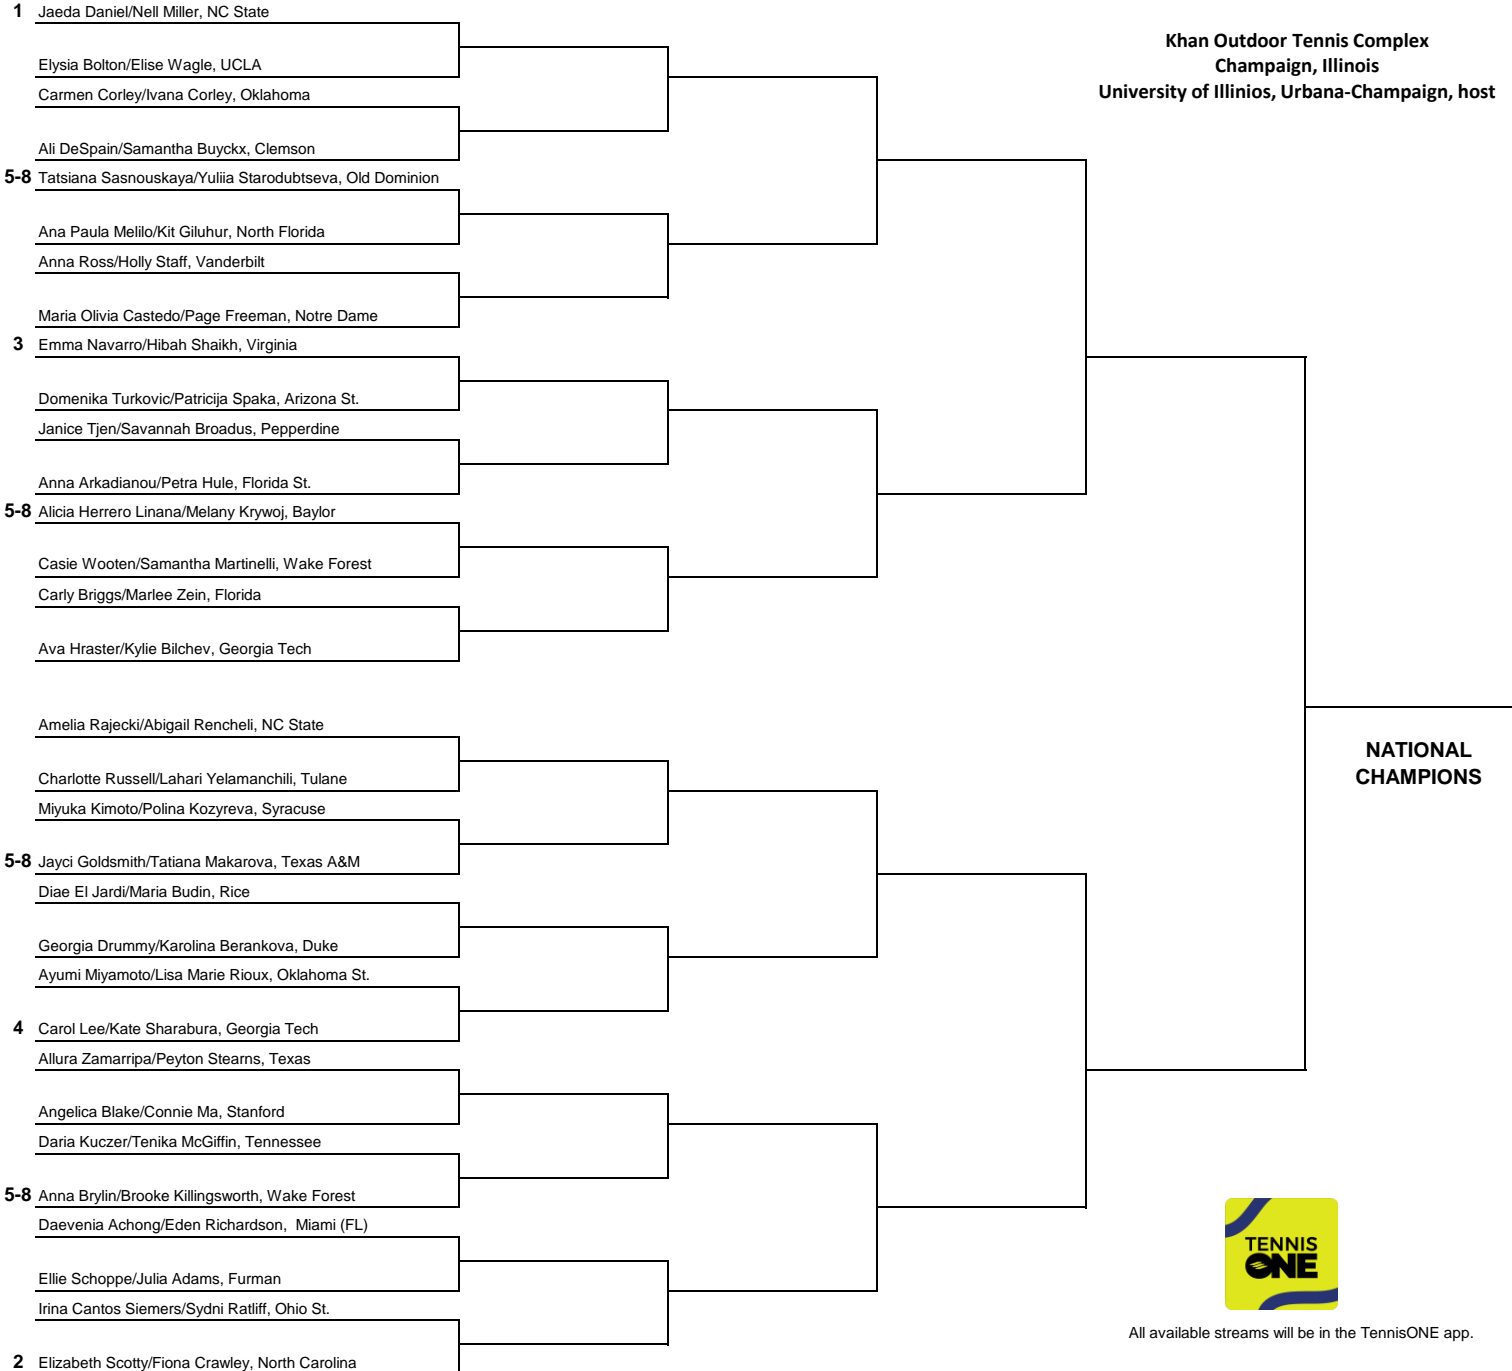 1 Jaeda Daniel/Nell Miller, NC State
Khan Outdoor Tennis Complex
Champaign, Illinois
University of Illinios, Urbana-Champaign, host
Elysia Bolton/Elise Wagle, UCLA
Carmen Corley/Ivana Corley, Oklahoma
Ali DeSpain/Samantha Buyckx, Clemson
5-8 Tatsiana Sasnouskaya/Yuliia Starodubtseva, Old Dominion
Ana Paula Melilo/Kit Giluhur, North Florida
Anna Ross/Holly Staff, Vanderbilt
Maria Olivia Castedo/Page Freeman, Notre Dame
3 Emma Navarro/Hibah Shaikh, Virginia
Domenika Turkovic/Patricija Spaka, Arizona St.
Janice Tjen/Savannah Broadus, Pepperdine
Anna Arkadianou/Petra Hule, Florida St.
5-8 Alicia Herrero Linana/Melany Krywoj, Baylor
Casie Wooten/Samantha Martinelli, Wake Forest
Carly Briggs/Marlee Zein, Florida
Ava Hraster/Kylie Bilchev, Georgia Tech
Amelia Rajecki/Abigail Rencheli, NC State
NATIONAL
CHAMPIONS
Charlotte Russell/Lahari Yelamanchili, Tulane
Miyuka Kimoto/Polina Kozyreva, Syracuse
5-8 Jayci Goldsmith/Tatiana Makarova, Texas A&M
Diae El Jardi/Maria Budin, Rice
Georgia Drummy/Karolina Berankova, Duke
Ayumi Miyamoto/Lisa Marie Rioux, Oklahoma St.
4 Carol Lee/Kate Sharabura, Georgia Tech
Allura Zamarripa/Peyton Stearns, Texas
Angelica Blake/Connie Ma, Stanford
Daria Kuczer/Tenika McGiffin, Tennessee
5-8 Anna Brylin/Brooke Killingsworth, Wake Forest
Daevenia Achong/Eden Richardson, Miami (FL)
Ellie Schoppe/Julia Adams, Furman
Irina Cantos Siemers/Sydni Ratliff, Ohio St.
2 Elizabeth Scotty/Fiona Crawley, North Carolina
TENNIS
ONE
All available streams will be in the TennisONE app.